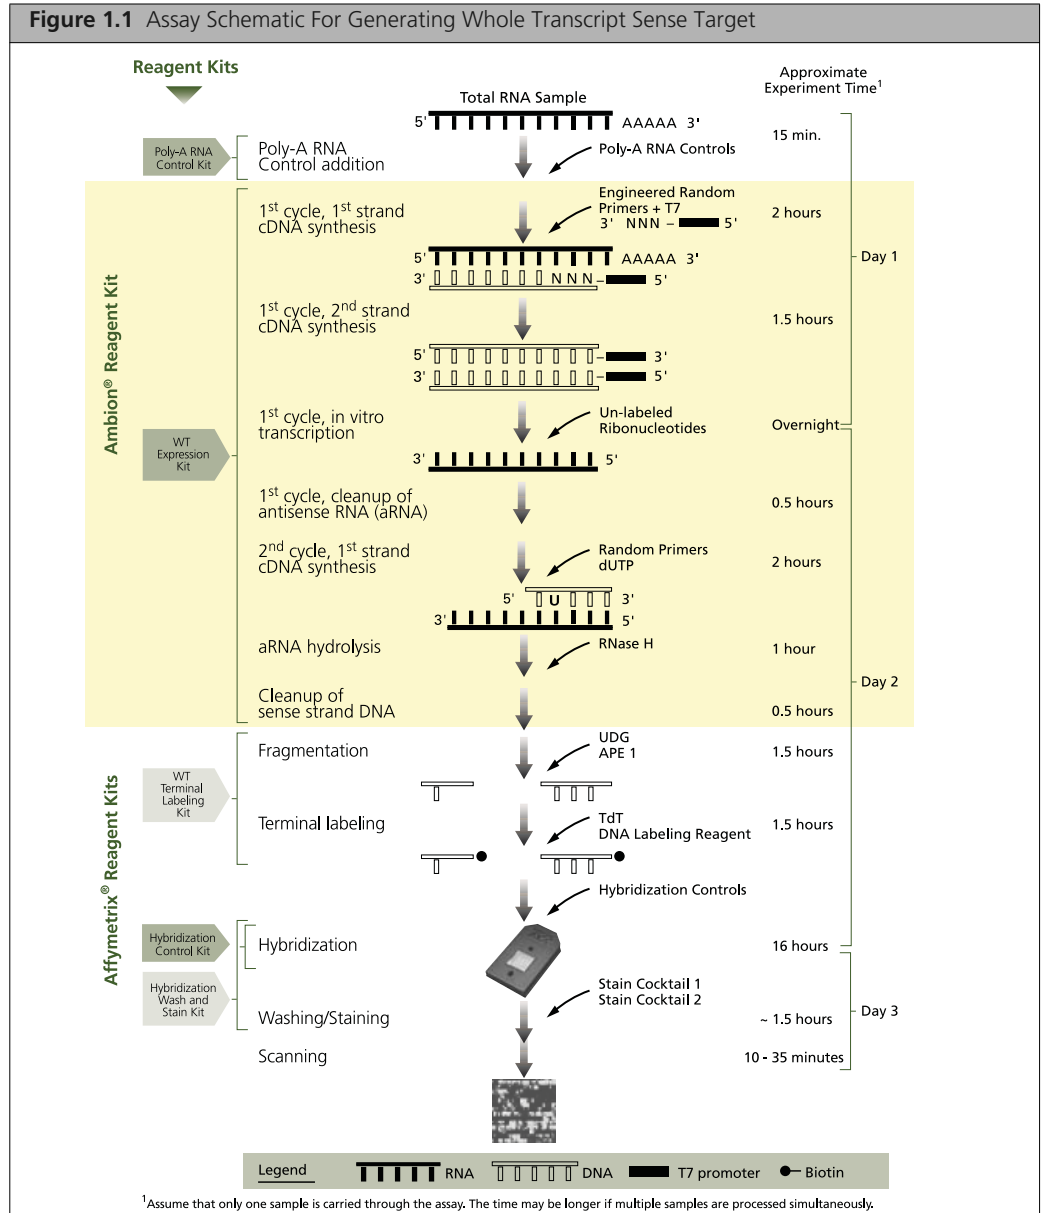 Figure 1.1 Assay Schematic For Generating Whole Transcript Sense Target
Reagent Kits
Approximate
Experiment Time1
Total RNA Sample
5' AAAAA 3'
15 min.
Poly-A RNA
Control Kit
Poly-A RNA
Control addition
Poly-A RNA Controls
Engineered Random
Primers + T7
3' NNN – 5'
1st cycle, 1st strand
cDNA synthesis
2 hours
Day 1
5' AAAAA 3'
3' N N N – 5'
Ambion® Reagent Kit
1st cycle, 2nd strand
cDNA synthesis
1.5 hours
5' – 3'
3' – 5'
1st cycle, in vitro
transcription
Un-labeled
Ribonucleotides
Overnight
WT
Expression
Kit
3' 5'
1st cycle, cleanup of
antisense RNA (aRNA)
0.5 hours
2nd cycle, 1st strand
cDNA synthesis
Random Primers
dUTP
2 hours
5' U 3'
3' 5'
aRNA hydrolysis
RNase H
1 hour
Day 2
Cleanup of
sense strand DNA
0.5 hours
Fragmentation
UDG
APE 1
1.5 hours
Affymetrix® Reagent Kits
WT
Terminal
Labeling
Kit
Terminal labeling
TdT
DNA Labeling Reagent
1.5 hours
Hybridization Controls
Hybridization
Control Kit
Hybridization
16 hours
Hybridization
Wash and
Stain Kit
Stain Cocktail 1
Stain Cocktail 2
Washing/Staining
~ 1.5 hours
Day 3
Scanning
10 - 35 minutes
Legend RNA DNA T7 promoter Biotin
1Assume that only one sample is carried through the assay. The time may be longer if multiple samples are processed simultaneously.